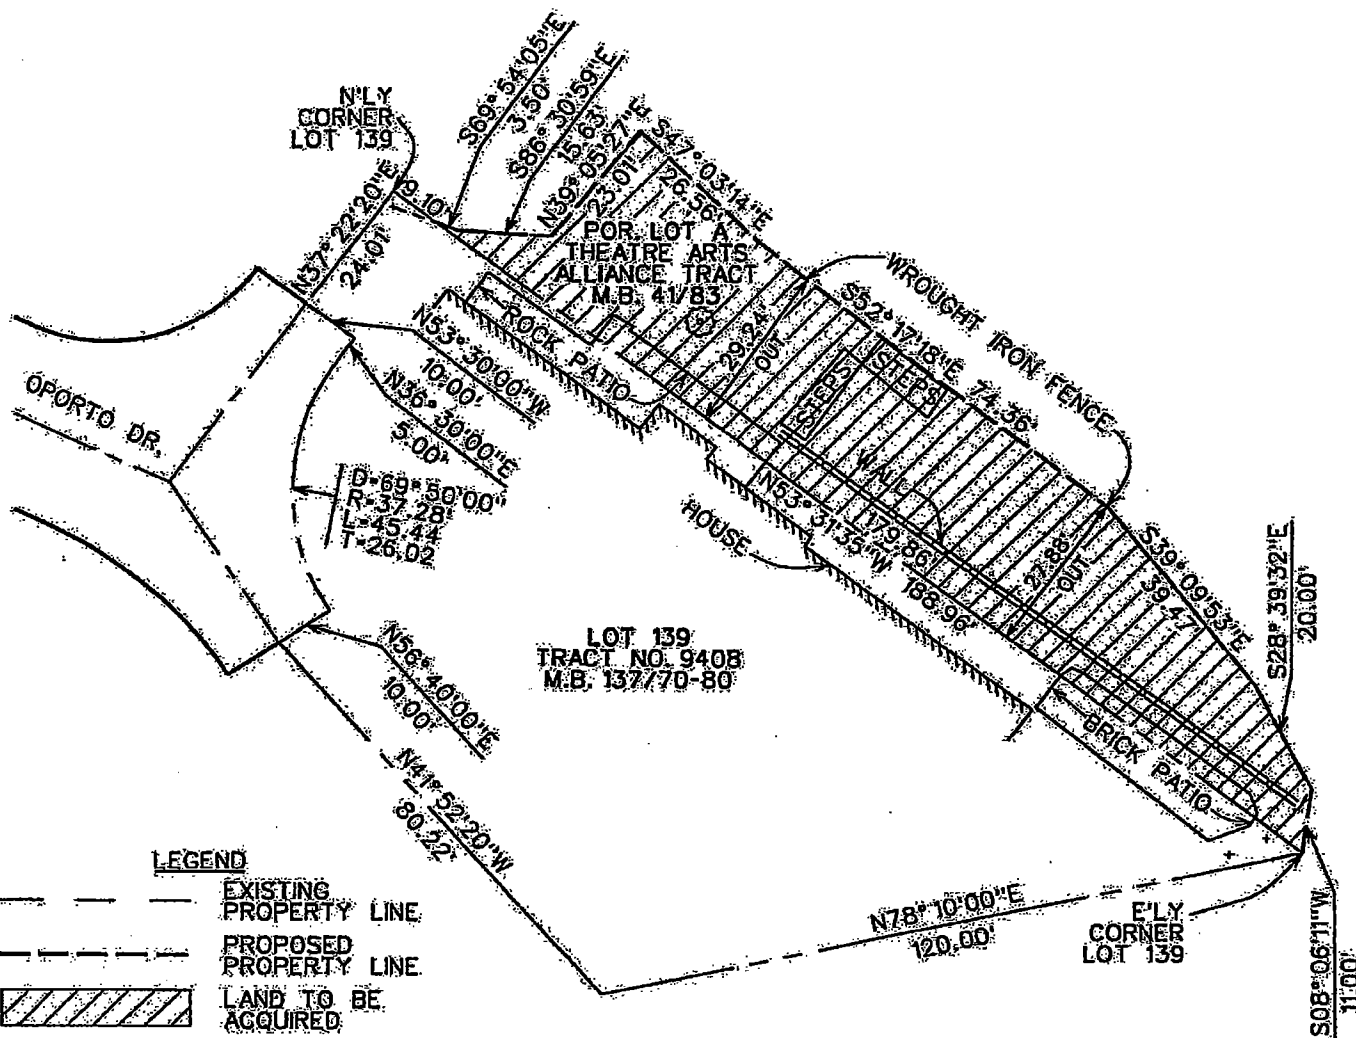 N'LY
CORNER
LOT 139
S69°54'05"E
3.50'
S86°30'59"E
15.63'
N39°05'27"E
23.01'
S47°03'14"E
26.56'
N37°22'20"E
24.01'
9.10'
POR. LOT A
THEATRE ARTS
ALLIANCE TRACT
M.B. 41/83
WROUGHT IRON FENCE
S52°17'18"E 74.36'
ROCK PATIO
29.24'
OUT
STEPS
STEPS
N53°30'00"W
10.00'
N36°30'00"E
5.00'
OPORTO DR.
D=69°50'00"
R=37.28'
L=45.44
T=26.02
WALL
N53°31'35"W
179.86'
188.96'
HOUSE
27.88'
OUT
S39°09'53"E
39.47'
S28°39'32"E
20.00'
LOT 139
TRACT NO. 9408
M.B. 137/70-80
N56°40'00"E
10.00'
BRICK PATIO
N41°52'20"W
80.22'
N78°10'00"E
120.00'
E'LY
CORNER
LOT 139
S08°06'11"W
11.00'
LEGEND
EXISTING
PROPERTY LINE
PROPOSED
PROPERTY LINE
LAND TO BE
ACQUIRED